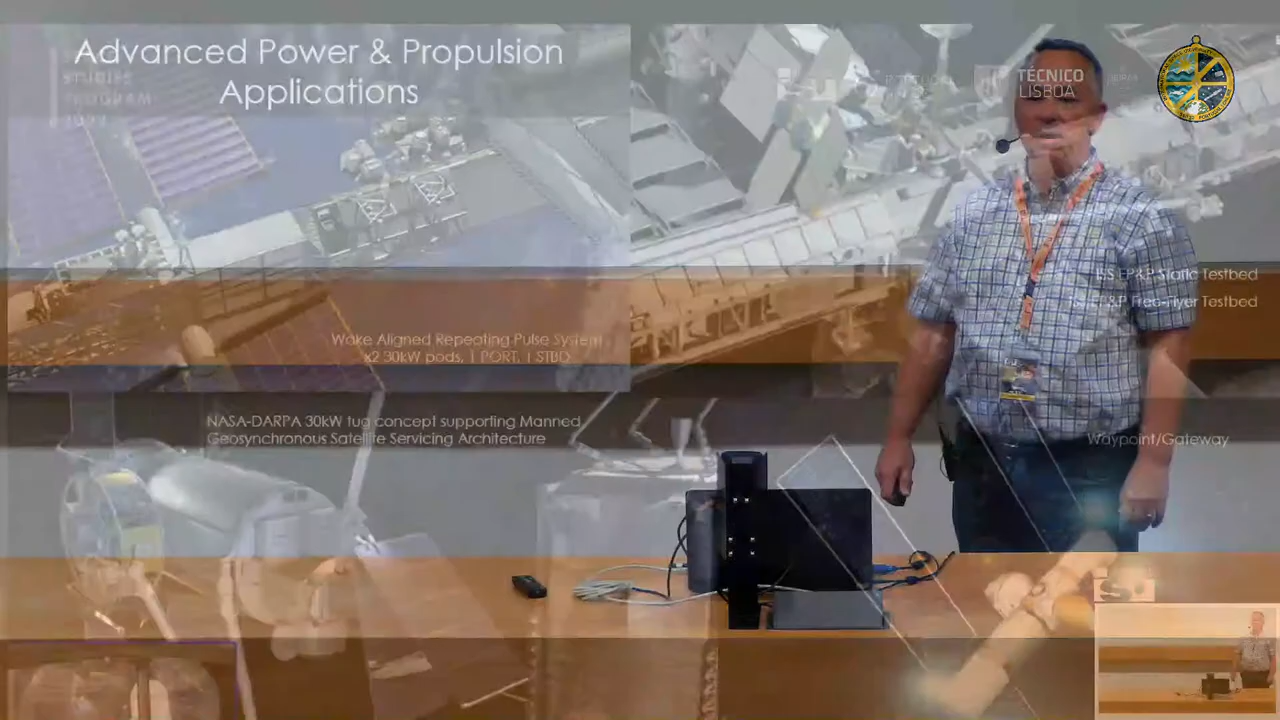 Advanced Power & Propulsion
Applications
STUDIES
PROGRAM
TÉCNICO
LISBOA
ISS EP&P Static Testbed
ISS EP&P Free-Flyer Testbed
Wake Aligned Repeating Pulse System
x2 30kW pods, 1 PORT, 1 STBD
NASA-DARPA 30kW tug concept supporting Manned
Geosynchronous Satellite Servicing Architecture
Waypoint/Gateway